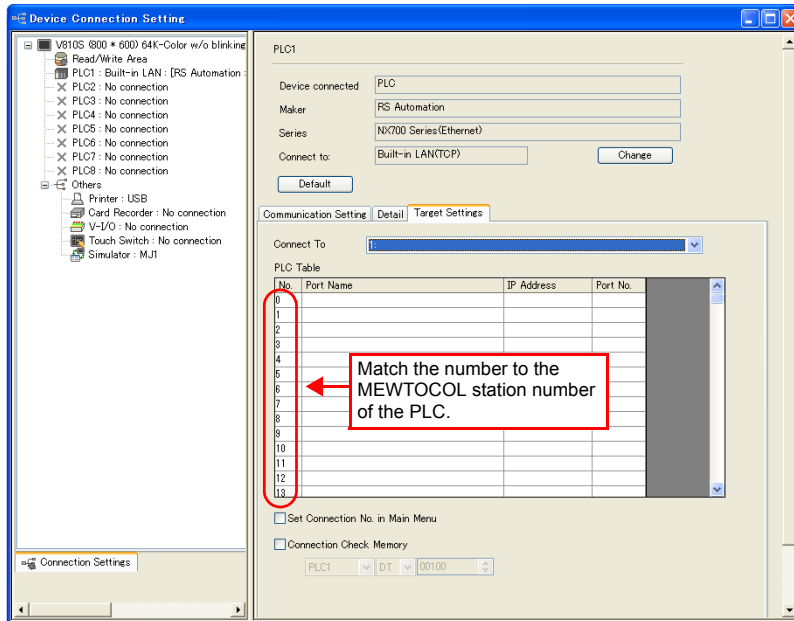 Device Connection Setting
V810S (800 * 600) 64K-Color w/o blinking
Read/Write Area
PLC1 : Built-in LAN : [RS Automation :
PLC2 : No connection
PLC3 : No connection
PLC4 : No connection
PLC5 : No connection
PLC6 : No connection
PLC7 : No connection
PLC8 : No connection
Others
Printer : USB
Card Recorder : No connection
V-I/O : No connection
Touch Switch : No connection
Simulator : MJ1
Connection Settings
PLC1
Device connected PLC
Maker RS Automation
Series NX700 Series(Ethernet)
Connect to: Built-in LAN(TCP) Change
Default
Communication Setting Detail Target Settings
Connect To 1:
PLC Table
No. Port Name IP Address Port No.
0
1
2
3
4
5
6
7
8
9
10
11
12
13
Match the number to the
MEWTOCOL station number
of the PLC.
Set Connection No. in Main Menu
Connection Check Memory
PLC1 DT 00100